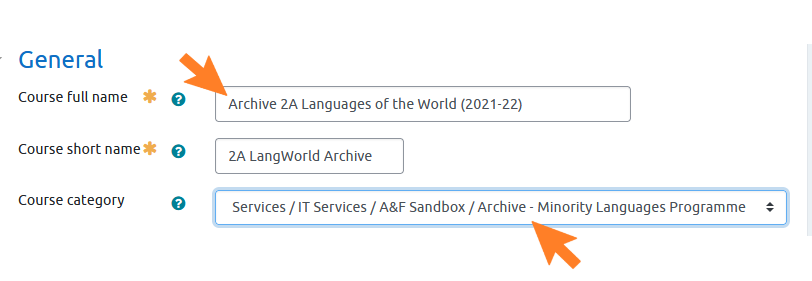 General
Course full name
Archive 2A Languages of the World (2021-22)
Course short name
2A LangWorld Archive
Course category
Services / IT Services / A&F Sandbox / Archive - Minority Languages Programme